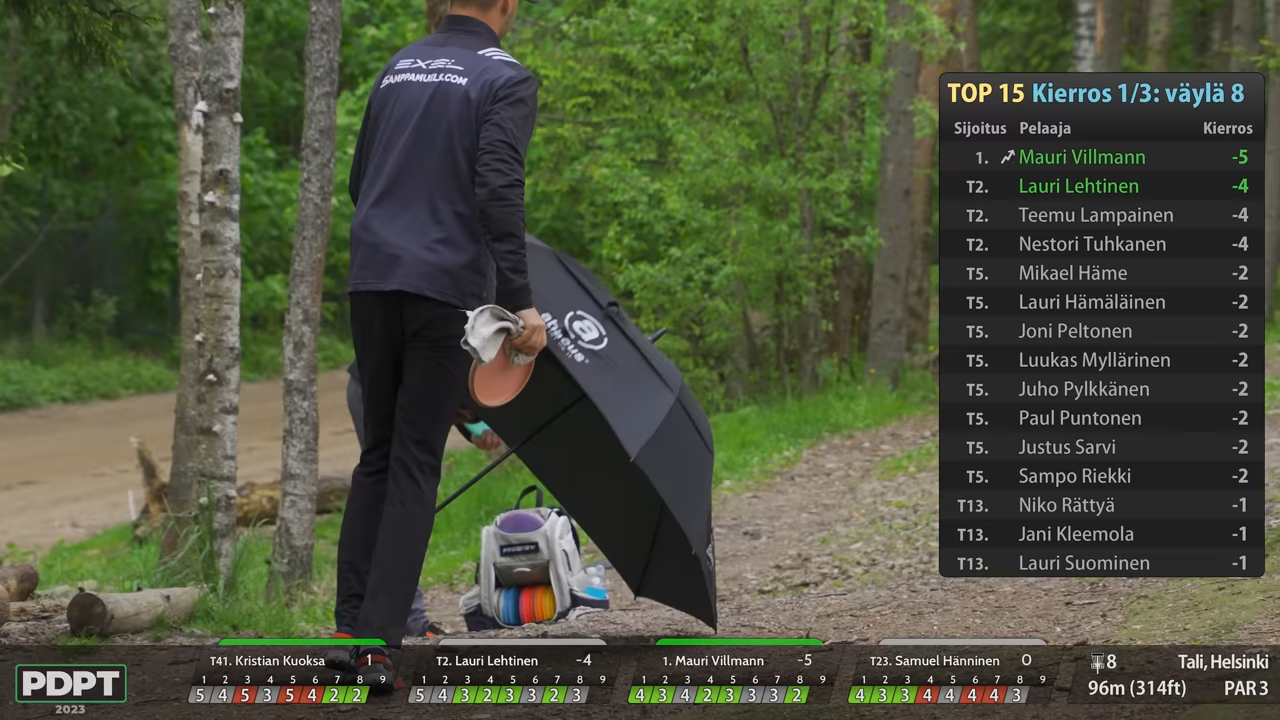 EXEL
SAMPPAMUELS.COM
TOP 15 Kierros 1/3: väylä 8
Sijoitus Pelaaja Kierros
1. Mauri Villmann -5
T2. Lauri Lehtinen -4
T2. Teemu Lampainen -4
T2. Nestori Tuhkanen -4
T5. Mikael Häme -2
T5. Lauri Hämäläinen -2
T5. Joni Peltonen -2
T5. Luukas Myllärinen -2
T5. Juho Pylkkänen -2
T5. Paul Puntonen -2
T5. Justus Sarvi -2
T5. Sampo Riekki -2
T13. Niko Rättyä -1
T13. Jani Kleemola -1
T13. Lauri Suominen -1
8
PRODIGY
T41. Kristian Kuoksa 1
1 2 3 4 5 6 7 8 9
5 4 5 3 5 4 2 2
T2. Lauri Lehtinen -4
1 2 3 4 5 6 7 8 9
5 4 3 2 3 3 2 3
1. Mauri Villmann -5
1 2 3 4 5 6 7 8 9
4 3 4 2 3 3 3 2
T23. Samuel Hänninen 0
1 2 3 4 5 6 7 8 9
4 3 3 4 4 4 4 3
PDPT
2023
8 Tali, Helsinki
96m (314ft) PAR 3